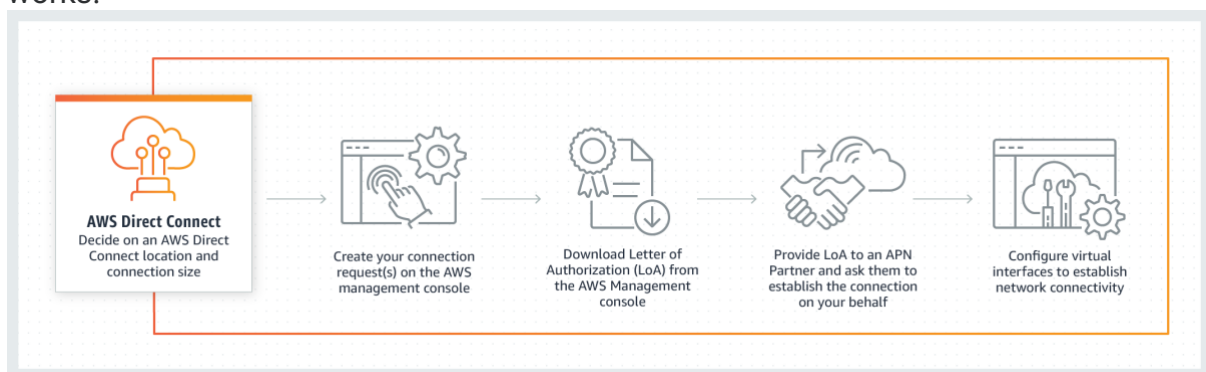 works.
AWS Direct Connect
Decide on an AWS Direct
Connect location and
connection size
Create your connection
request(s) on the AWS
management console
Download Letter of
Authorization (LoA) from
the AWS Management
console
Provide LoA to an APN
Partner and ask them to
establish the connection
on your behalf
Configure virtual
interfaces to establish
network connectivity